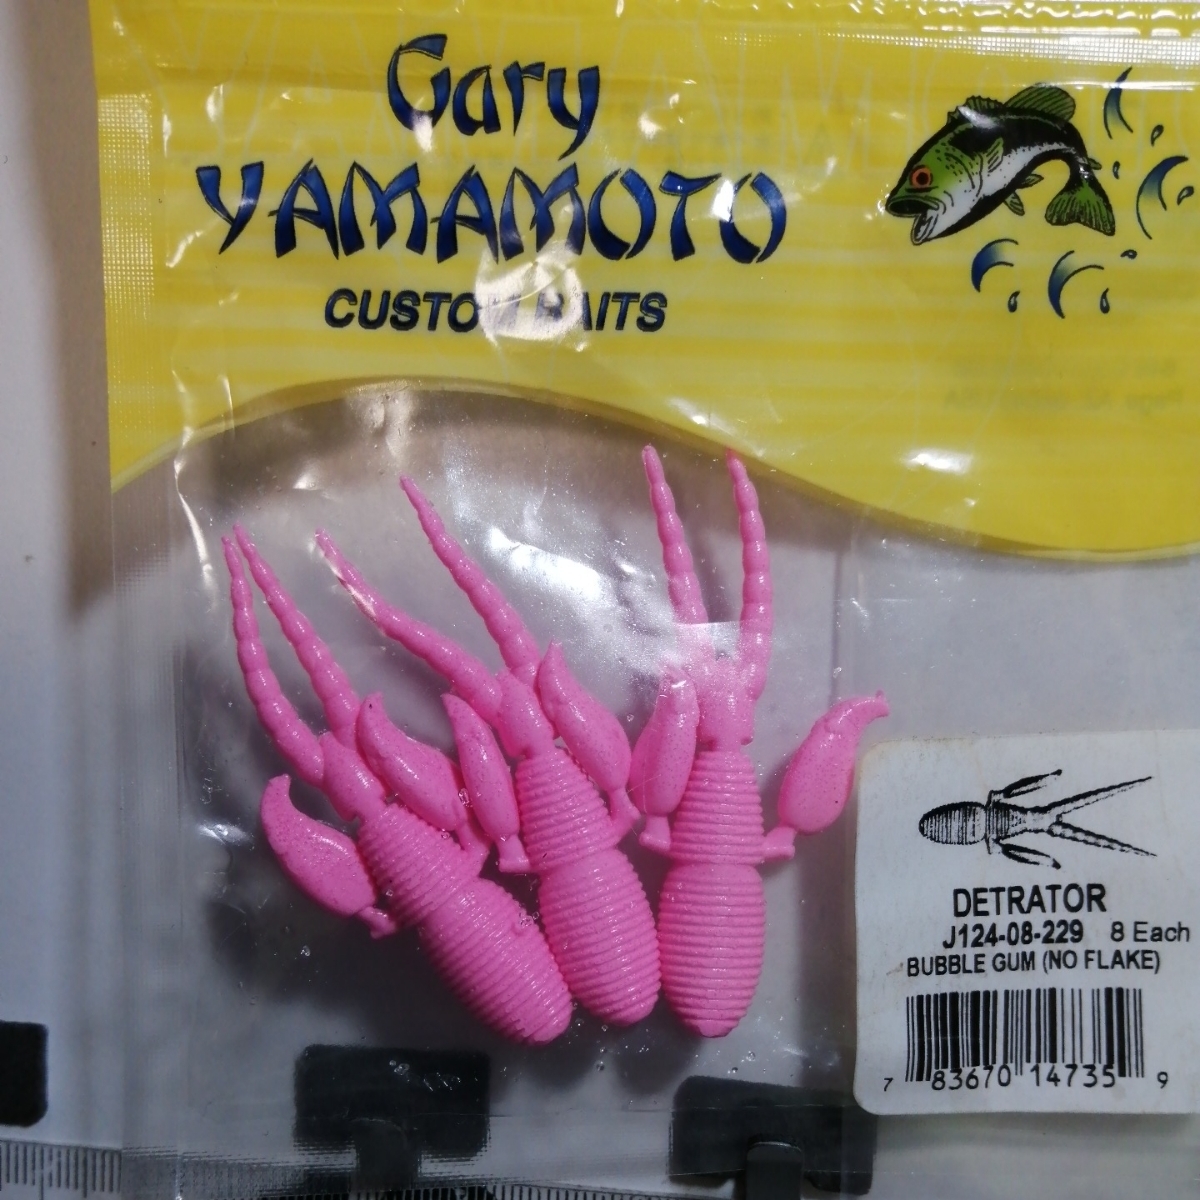 Gary
YAMAMOTO
CUSTOM BAITS
DETRATOR
J124-08-229 8 Each
BUBBLE GUM (NO FLAKE)
7 83670 14735 9